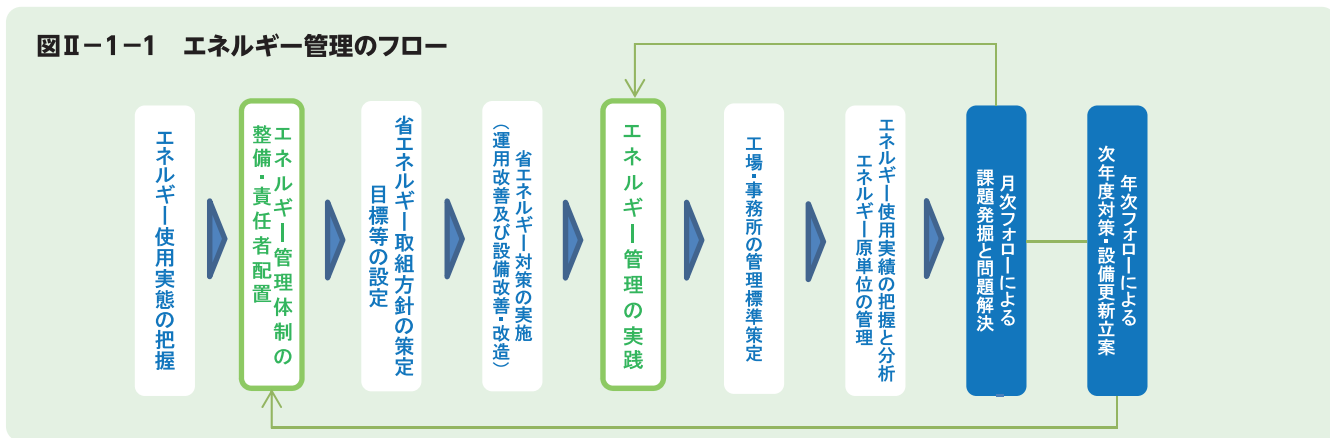 図Ⅱ−1−1　エネルギー管理のフロー
エネルギー使用実態の把握
エネルギー管理体制の
整備・責任者配置
省エネルギー取組方針の策定
目標等の設定
省エネルギー対策の実施
（運用改善及び設備改善・改造）
エネルギー管理の実践
工場・事務所の管理標準策定
エネルギー使用実績の把握と分析
エネルギー原単位の管理
月次フォローによる
課題発掘と問題解決
年次フォローによる
次年度対策・設備更新立案